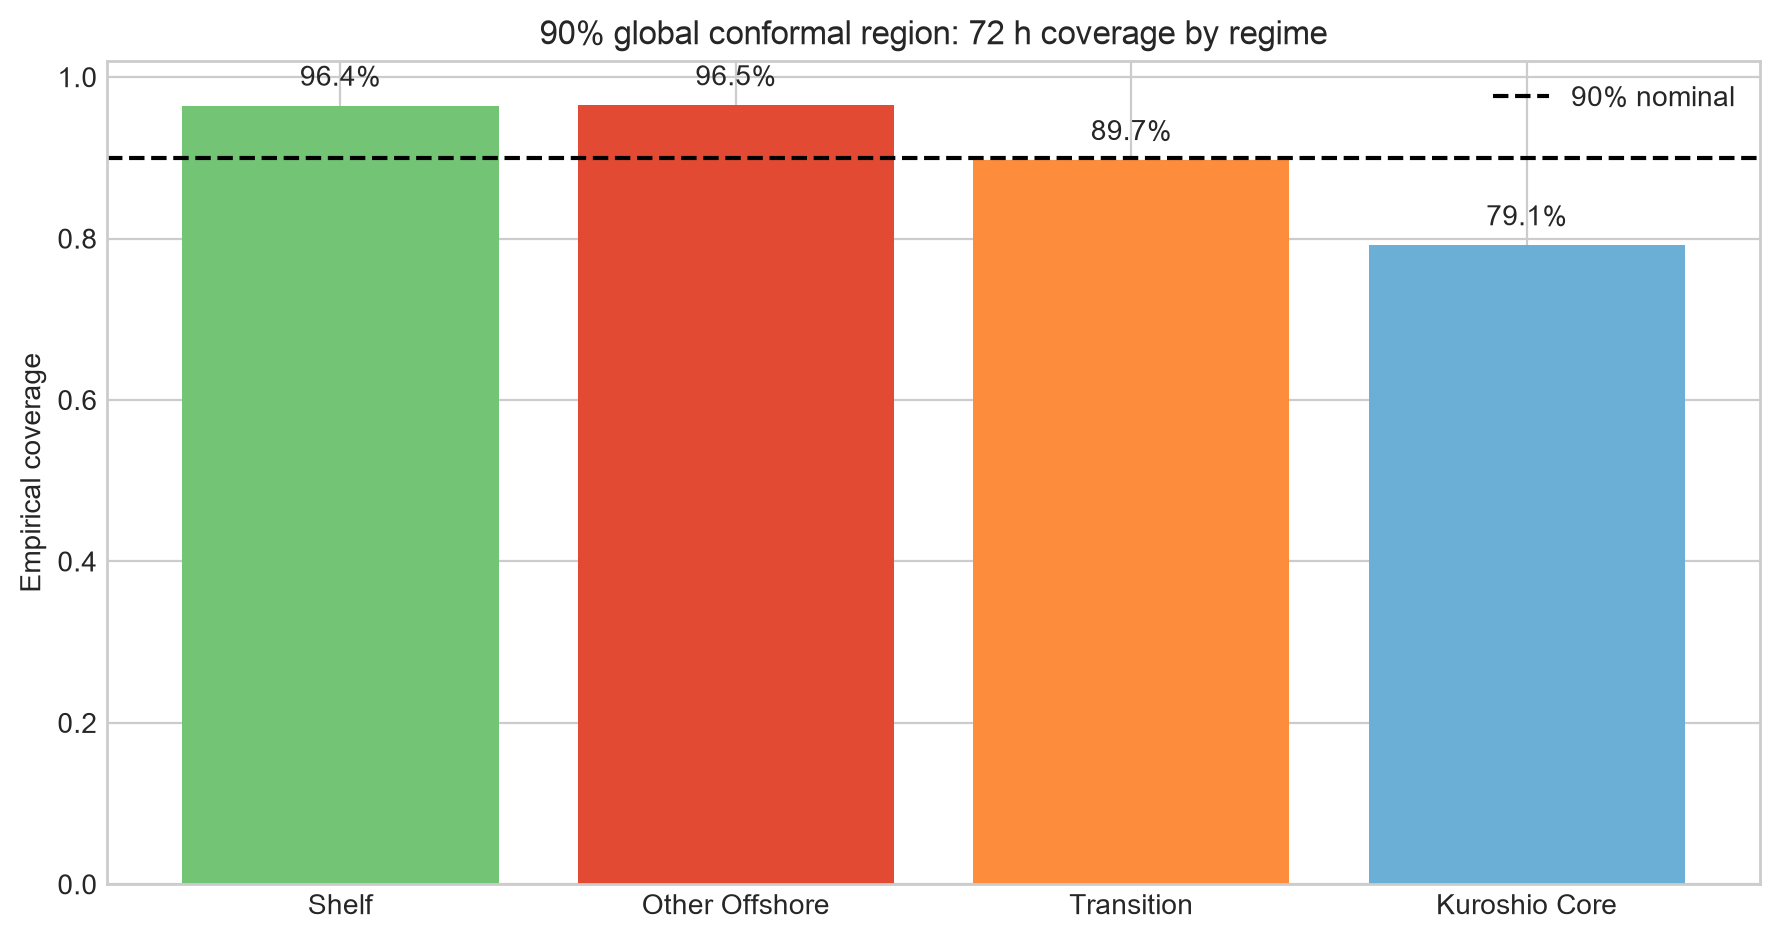 90% global conformal region: 72 h coverage by regime
1.0
96.4%
96.5%
90% nominal
89.7%
0.8
79.1%
0.6
Empirical coverage
0.4
0.2
0.0
Shelf
Other Offshore
Transition
Kuroshio Core